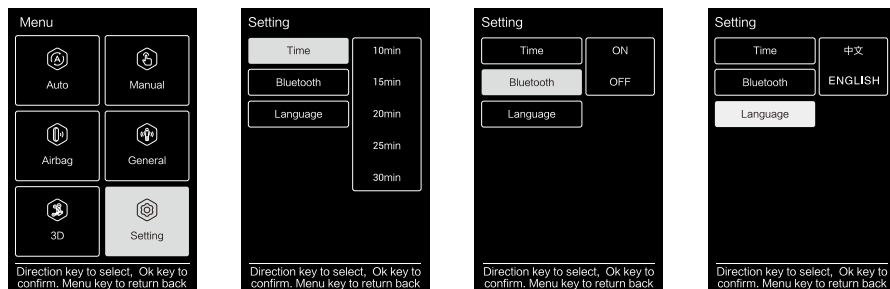 Menu
Auto
Manual
Airbag
General
3D
Setting
Direction key to select, Ok key to
confirm. Menu key to return back
Setting
Time
10min
Bluetooth
15min
Language
20min
25min
30min
Direction key to select, Ok key to
confirm. Menu key to return back
Setting
Time
ON
Bluetooth
OFF
Language
Direction key to select, Ok key to
confirm. Menu key to return back
Setting
Time
中文
Bluetooth
ENGLISH
Language
Direction key to select, Ok key to
confirm. Menu key to return back